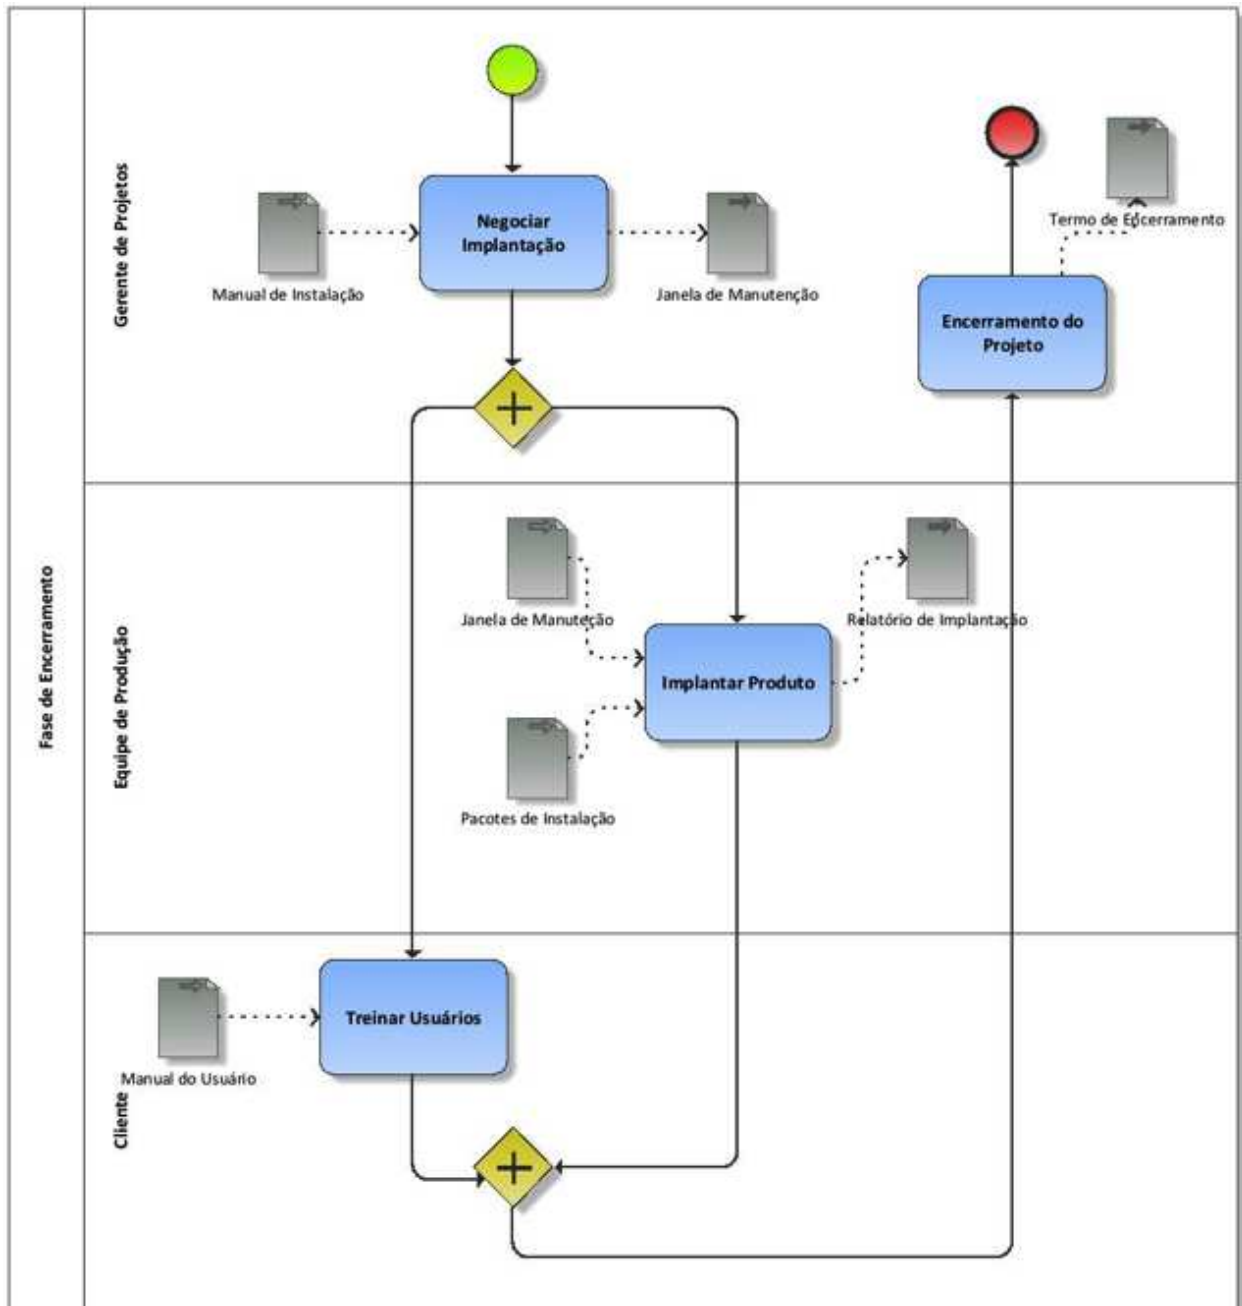 Fase de Encerramento
Gerente de Projetos
Negociar
Implantação
Manual de Instalação
Janela de Manutenção
Termo de Encerramento
Encerramento do
Projeto
Equipe de Produção
Janela de Manuteção
Relatório de Implantação
Implantar Produto
Pacotes de Instalação
Cliente
Treinar Usuários
Manual do Usuário